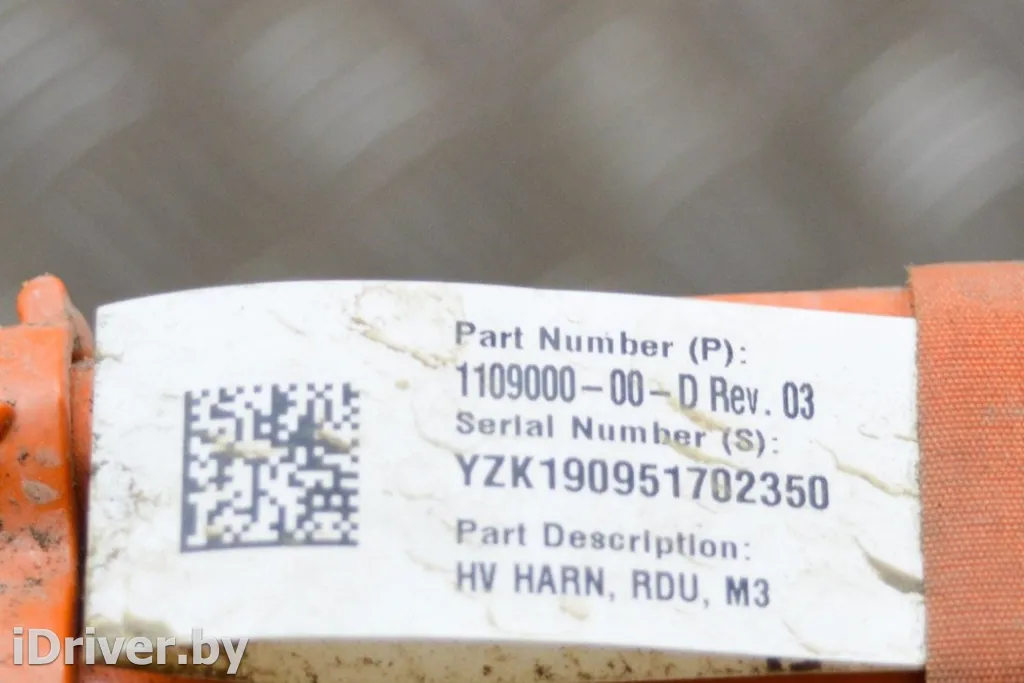 Part Number (P):
1109000-00-D Rev. 03
Serial Number (S):
YZK190951702350
Part Description:
HV HARN, RDU, M3
iDriver.by